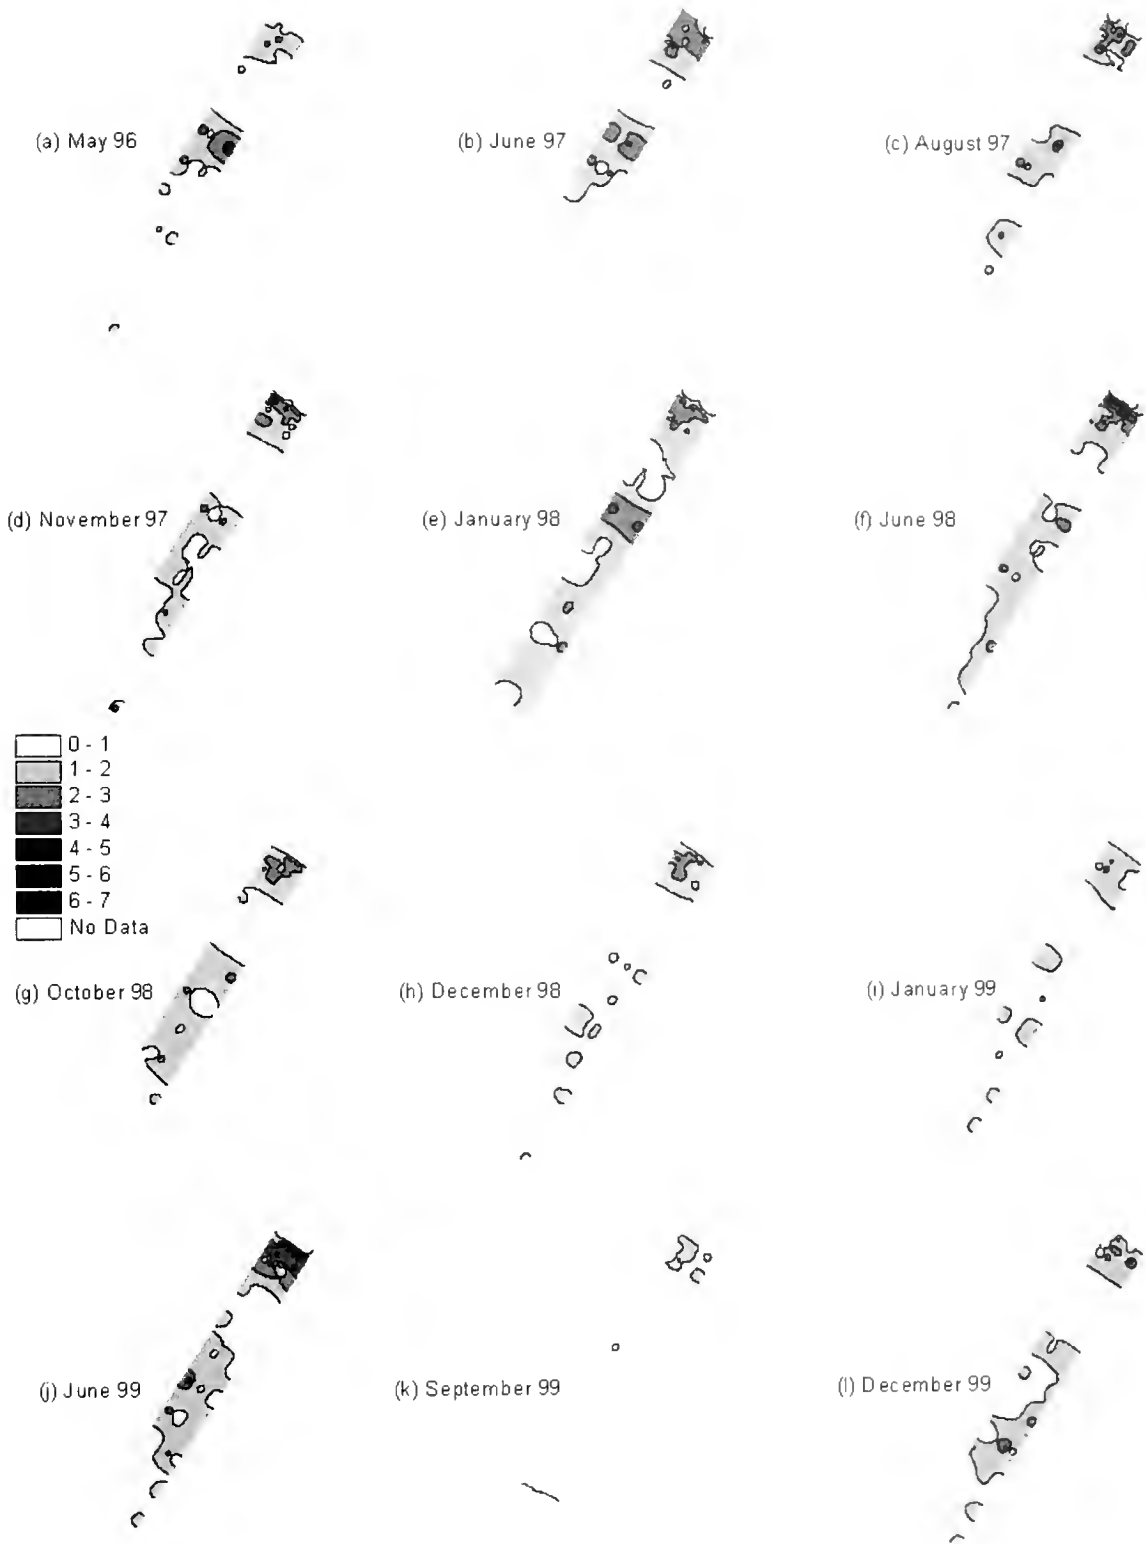 (a) May 96
(b) June 97
(c) August 97
(d) November 97
(e) January 98
(f) June 98
0 - 1
1 - 2
2 - 3
3 - 4
4 - 5
5 - 6
6 - 7
No Data
(g) October 98
(h) December 98
(i) January 99
(j) June 99
(k) September 99
(l) December 99